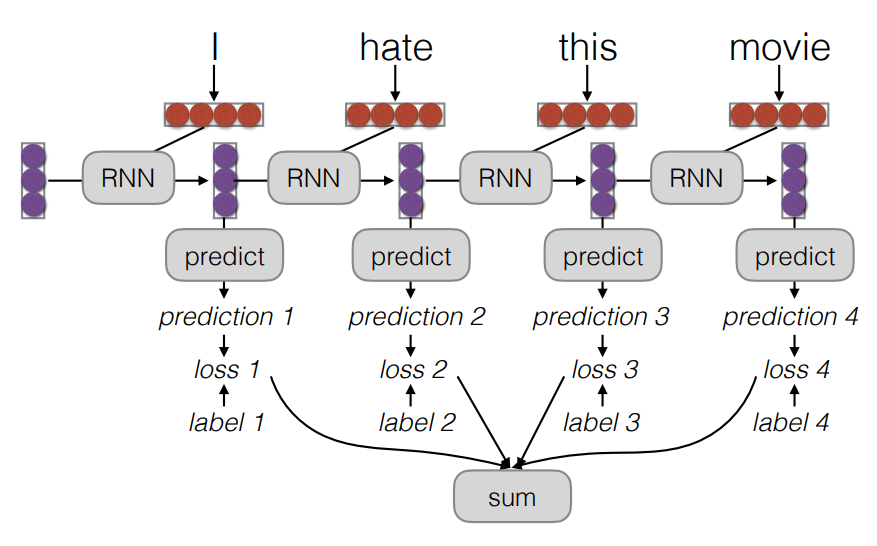 I hate this movie
RNN RNN RNN RNN
predict predict predict predict
prediction 1 prediction 2 prediction 3 prediction 4
loss 1 loss 2 loss 3 loss 4
label 1 label 2 label 3 label 4
sum